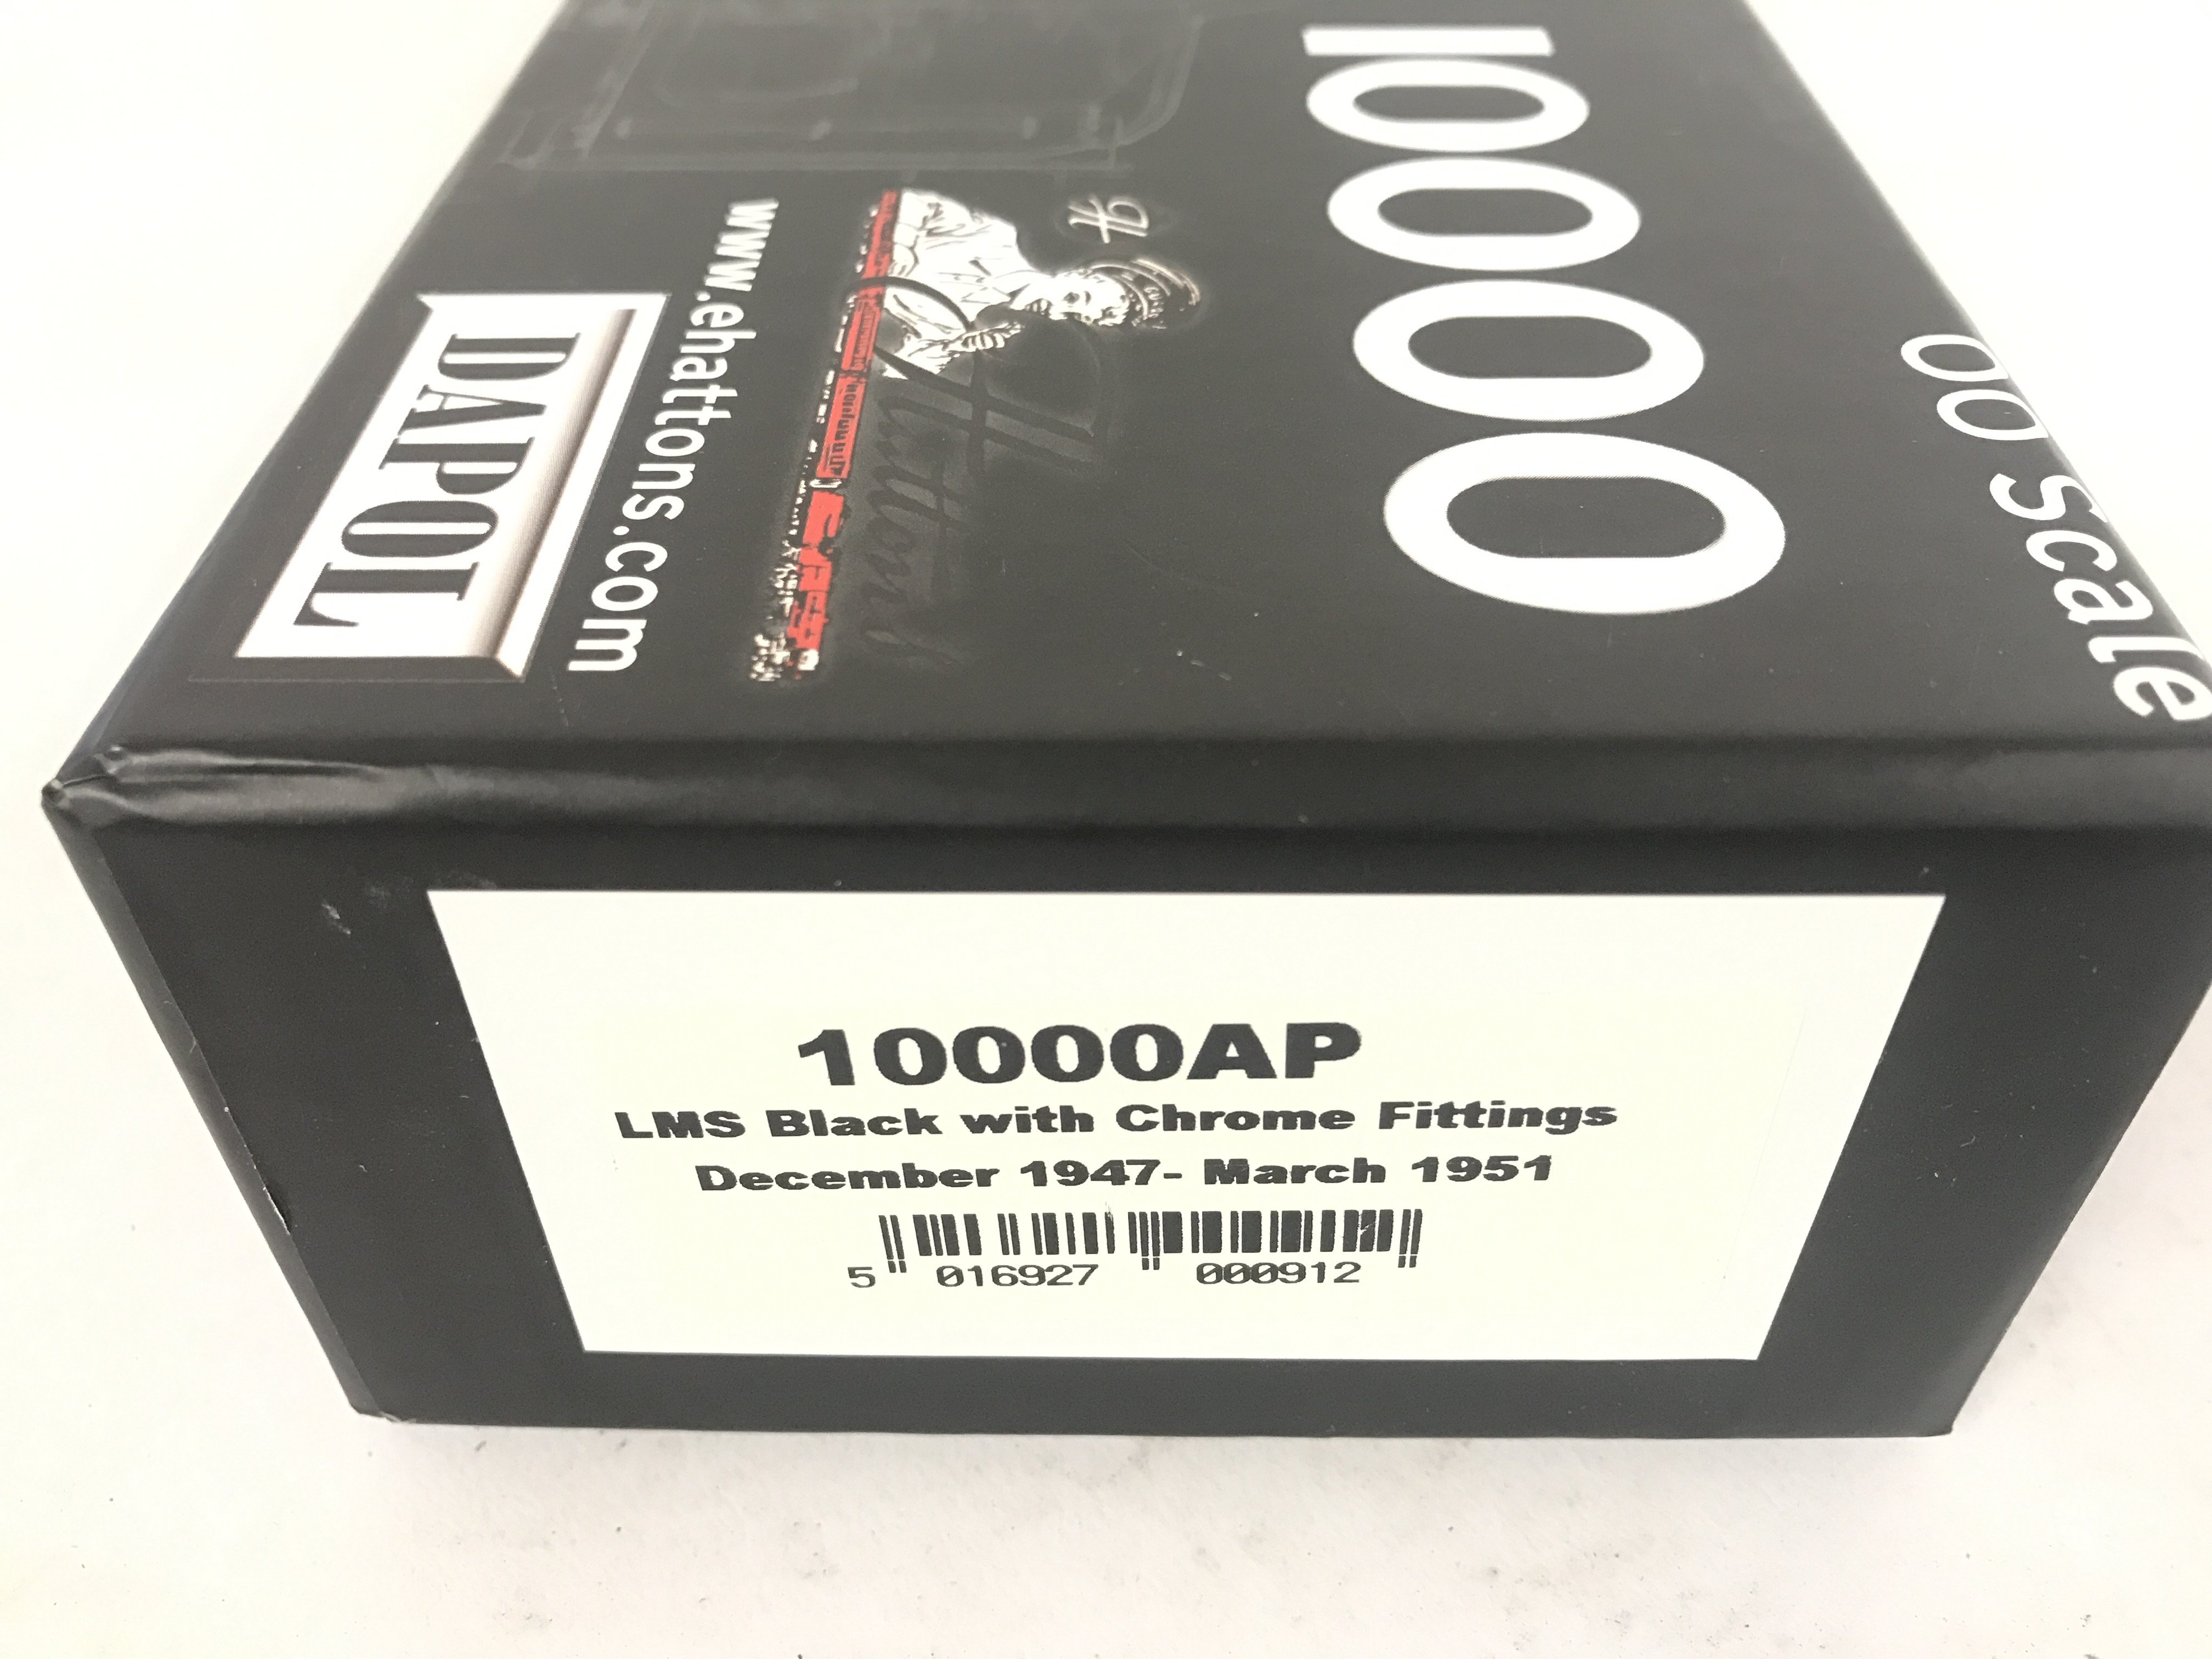 10000
OO Scale
Hattons
www.ehattons.com
DAPOL
10000AP
LMS Black with Chrome Fittings
December 1947- March 1951
5 016927 000912